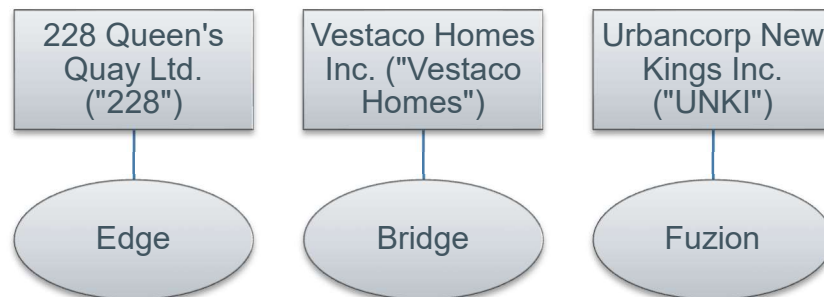 228 Queen's
Quay Ltd.
("228")
Vestaco Homes
Inc. ("Vestaco
Homes")
Urbancorp New
Kings Inc.
("UNKI")
Edge
Bridge
Fuzion